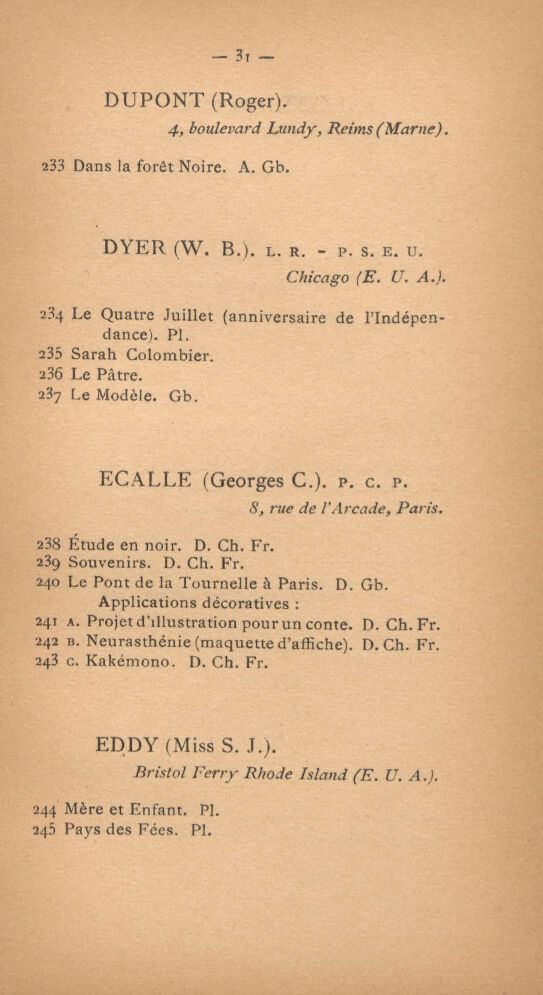 — 31 —
DUPONT (Roger).
4, boulevard Lundy, Reims (Marne).
233 Dans la forêt Noire. A. Gb.
DYER (W. B.). L. R. - P. S. E. U.
Chicago (E. U. A.).
234 Le Quatre Juillet (anniversaire de l'Indépen-
dance). Pl.
235 Sarah Colombier.
236 Le Pâtre.
237 Le Modèle. Gb.
ECALLE (Georges C.). P. C. P.
8, rue de l'Arcade, Paris.
238 Étude en noir. D. Ch. Fr.
239 Souvenirs. D. Ch. Fr.
240 Le Pont de la Tournelle à Paris. D. Gb.
Applications décoratives :
241 A. Projet d'illustration pour un conte. D. Ch. Fr.
242 B. Neurasthénie (maquette d'affiche). D. Ch. Fr.
243 C. Kakémono. D. Ch. Fr.
EDDY (Miss S. J.).
Bristol Ferry Rhode Island (E. U. A.).
244 Mère et Enfant. Pl.
245 Pays des Fées. Pl.